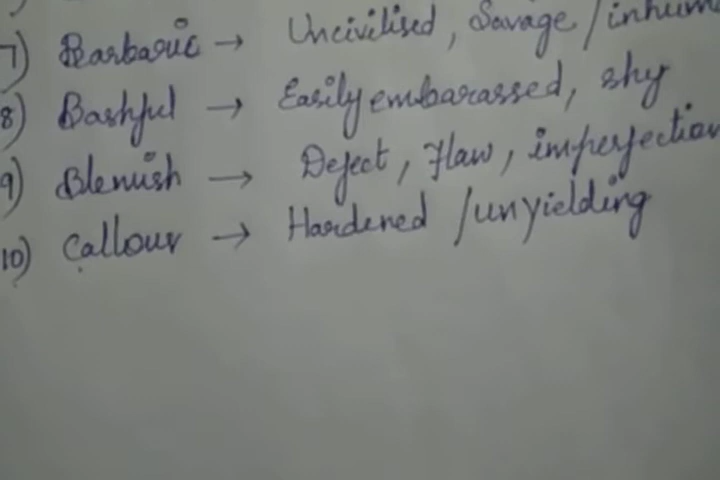 7) Barbaric → Uncivilised, Savage / inhum
8) Bashful → Easily embarassed, shy
9) Blemish → Defect, Flaw, imperfection
10) Callour → Hardened / unyielding